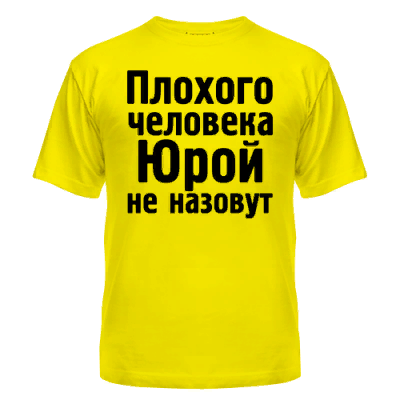 Плохого
человека
Юрой
не назовут